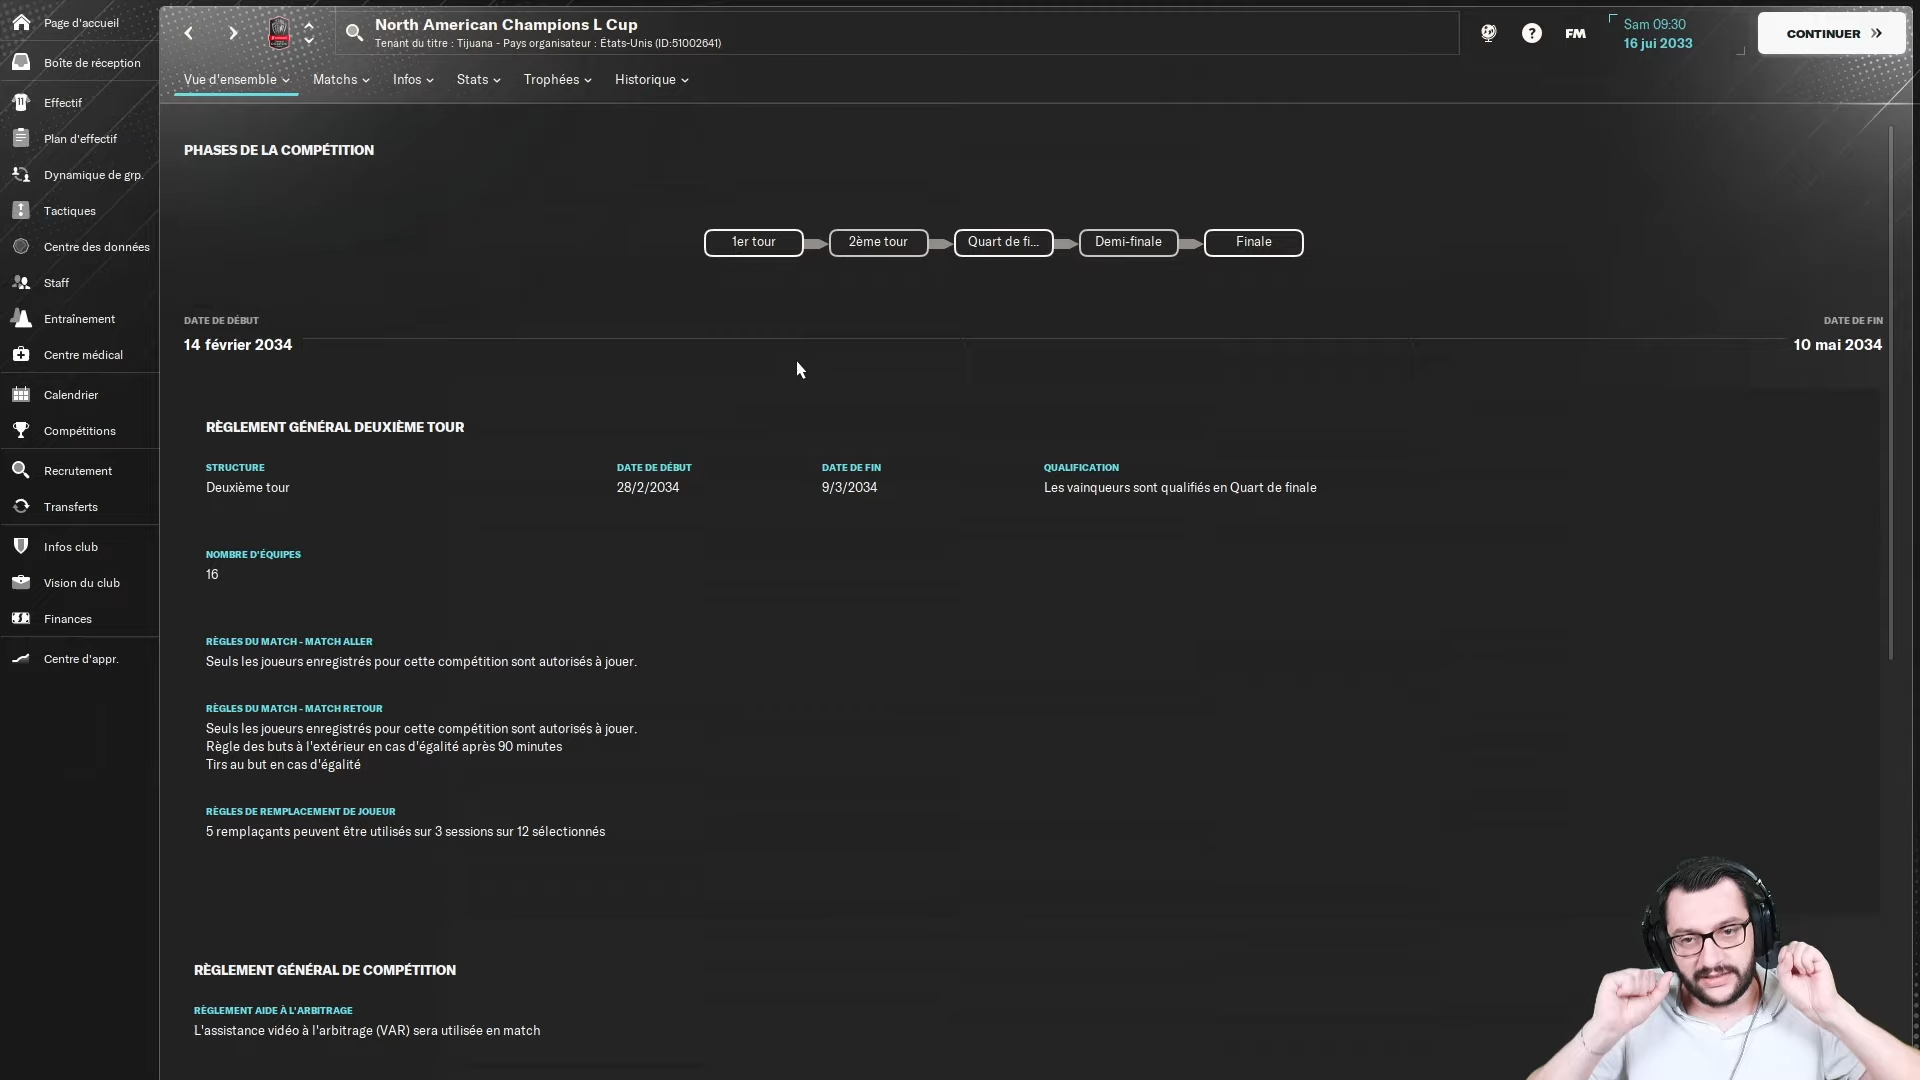 Page d'accueil
Boîte de réception
Effectif
Plan d'effectif
Dynamique de grp.
Tactiques
Centre des données
Staff
Entraînement
Centre médical
Calendrier
Compétitions
Recrutement
Transferts
Infos club
Vision du club
Finances
Centre d'appr.
North American Champions L Cup
Tenant du titre : Tijuana - Pays organisateur : États-Unis (ID:51002641)
FM
Sam 09:30
16 jui 2033
CONTINUER
Vue d'ensemble
Matchs
Infos
Stats
Trophées
Historique
PHASES DE LA COMPÉTITION
1er tour
2ème tour
Quart de fi...
Demi-finale
Finale
DATE DE DÉBUT
14 février 2034
DATE DE FIN
10 mai 2034
RÈGLEMENT GÉNÉRAL DEUXIÈME TOUR
STRUCTURE
Deuxième tour
DATE DE DÉBUT
28/2/2034
DATE DE FIN
9/3/2034
QUALIFICATION
Les vainqueurs sont qualifiés en Quart de finale
NOMBRE D'ÉQUIPES
16
RÈGLES DU MATCH - MATCH ALLER
Seuls les joueurs enregistrés pour cette compétition sont autorisés à jouer.
RÈGLES DU MATCH - MATCH RETOUR
Seuls les joueurs enregistrés pour cette compétition sont autorisés à jouer.
Règle des buts à l'extérieur en cas d'égalité après 90 minutes
Tirs au but en cas d'égalité
RÈGLES DE REMPLACEMENT DE JOUEUR
5 remplaçants peuvent être utilisés sur 3 sessions sur 12 sélectionnés
RÈGLEMENT GÉNÉRAL DE COMPÉTITION
RÈGLEMENT AIDE À L'ARBITRAGE
L'assistance vidéo à l'arbitrage (VAR) sera utilisée en match